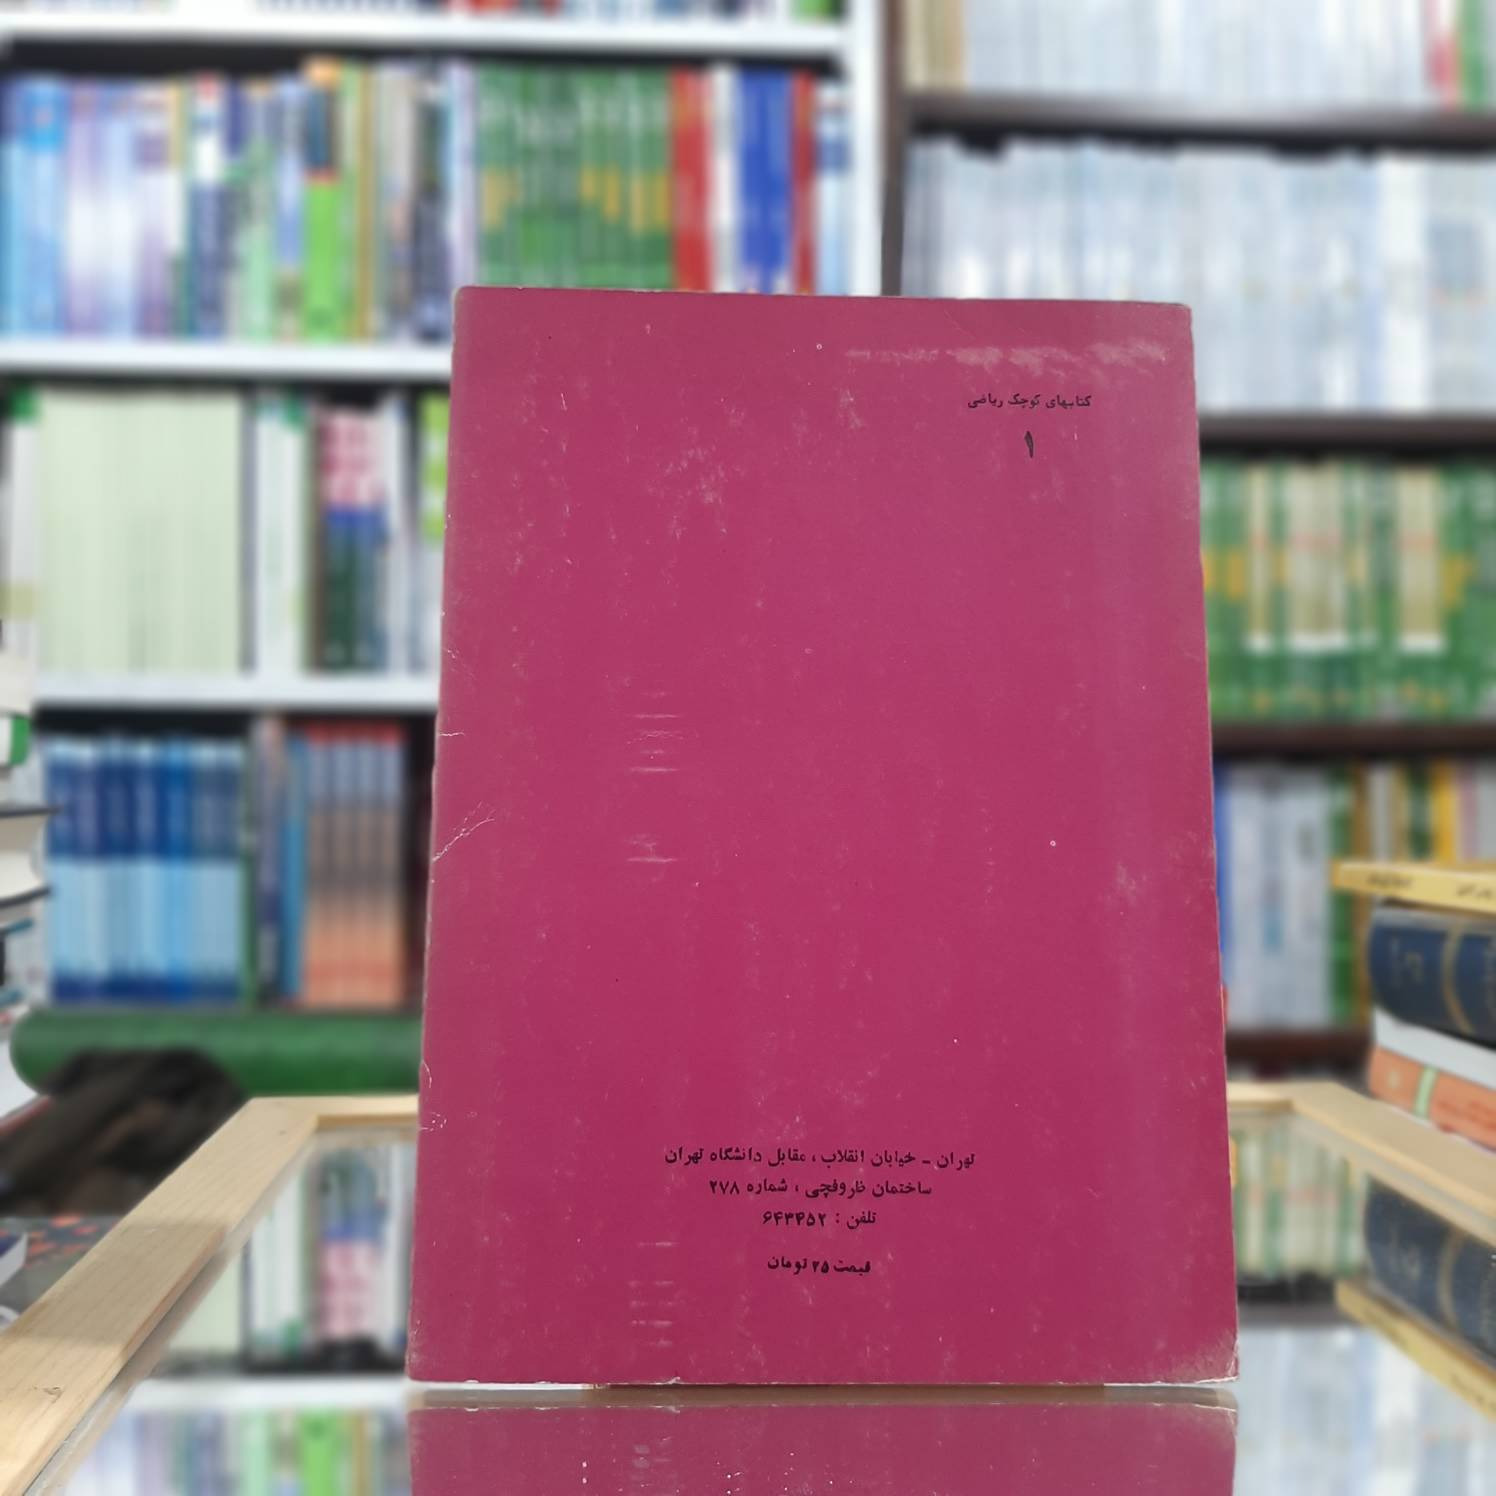 کتابهای کوچک ریاضی
۱
تهران ـ خیابان انقلاب ، مقابل دانشگاه تهران
ساختمان ظروفچی ، شماره ۲۷۸
تلفن : ۶۴۳۴۵۲
قیمت ۲۵ تومان